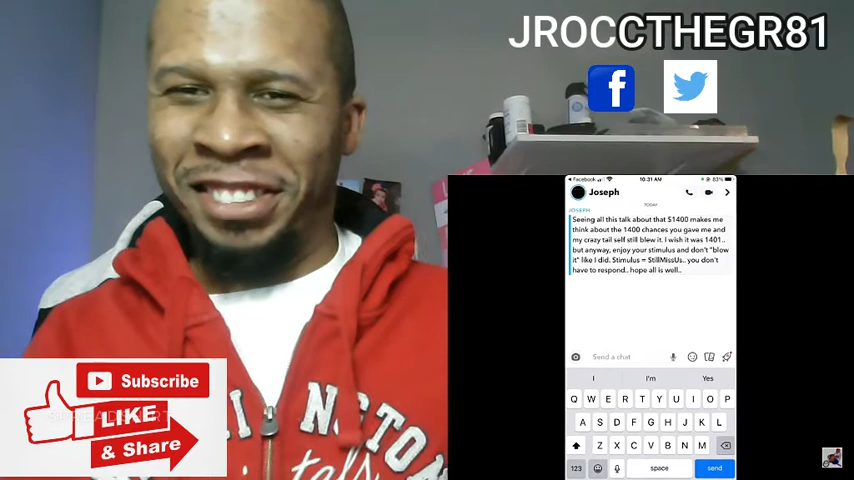 JROCCTHEGR81
Subscribe
LIKE
& Share
Facebook
10:31 AM
83%
Joseph
TODAY
JOSEPH
Seeing all this talk about that $1400 makes me
think about the 1400 chances you gave me and
my crazy tail self still blew it. I wish it was 1401..
but anyway, enjoy your stimulus and don't "blow
it" like I did. Stimulus = StillMissUs.. you don't
have to respond.. hope all is well..
Send a chat
I I'm Yes
Q W E R T Y U I O P
A S D F G H J K L
Z X C V B N M
123 space send